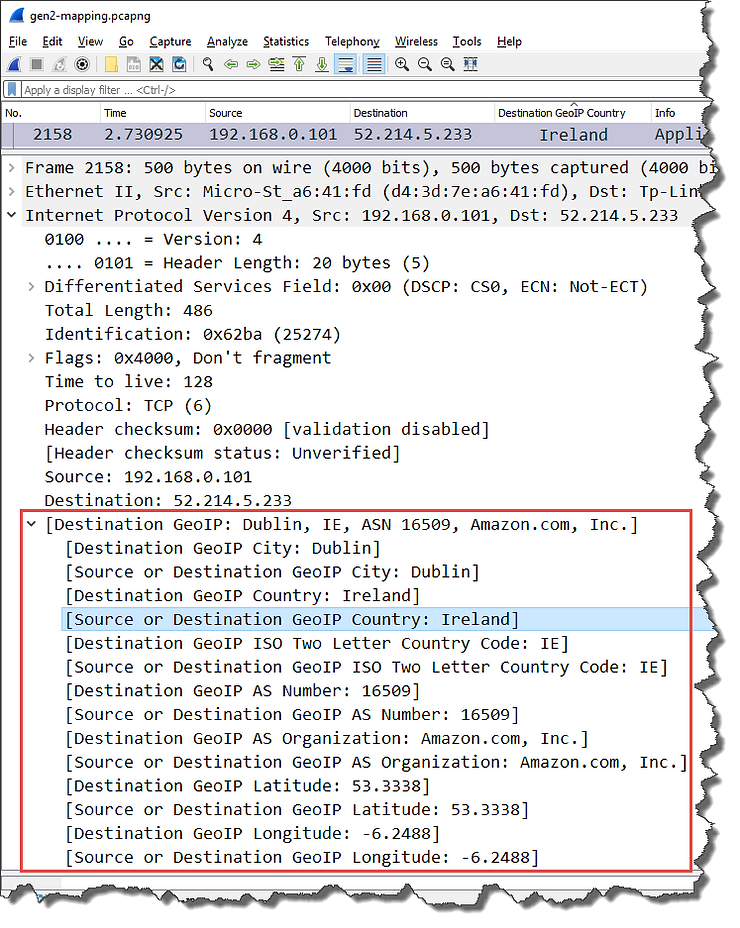 gen2-mapping.pcapng
File Edit View Go Capture Analyze Statistics Telephony Wireless Tools Help
Apply a display filter ... <Ctrl-/>
No. Time Source Destination Destination GeoIP Country Info
2158 2.730925 192.168.0.101 52.214.5.233 Ireland Appli
Frame 2158: 500 bytes on wire (4000 bits), 500 bytes captured (4000 bi
Ethernet II, Src: Micro-St_a6:41:fd (d4:3d:7e:a6:41:fd), Dst: Tp-Lin
Internet Protocol Version 4, Src: 192.168.0.101, Dst: 52.214.5.233
0100 .... = Version: 4
.... 0101 = Header Length: 20 bytes (5)
Differentiated Services Field: 0x00 (DSCP: CS0, ECN: Not-ECT)
Total Length: 486
Identification: 0x62ba (25274)
Flags: 0x4000, Don't fragment
Time to live: 128
Protocol: TCP (6)
Header checksum: 0x0000 [validation disabled]
[Header checksum status: Unverified]
Source: 192.168.0.101
Destination: 52.214.5.233
[Destination GeoIP: Dublin, IE, ASN 16509, Amazon.com, Inc.]
[Destination GeoIP City: Dublin]
[Source or Destination GeoIP City: Dublin]
[Destination GeoIP Country: Ireland]
[Source or Destination GeoIP Country: Ireland]
[Destination GeoIP ISO Two Letter Country Code: IE]
[Source or Destination GeoIP ISO Two Letter Country Code: IE]
[Destination GeoIP AS Number: 16509]
[Source or Destination GeoIP AS Number: 16509]
[Destination GeoIP AS Organization: Amazon.com, Inc.]
[Source or Destination GeoIP AS Organization: Amazon.com, Inc.]
[Destination GeoIP Latitude: 53.3338]
[Source or Destination GeoIP Latitude: 53.3338]
[Destination GeoIP Longitude: -6.2488]
[Source or Destination GeoIP Longitude: -6.2488]